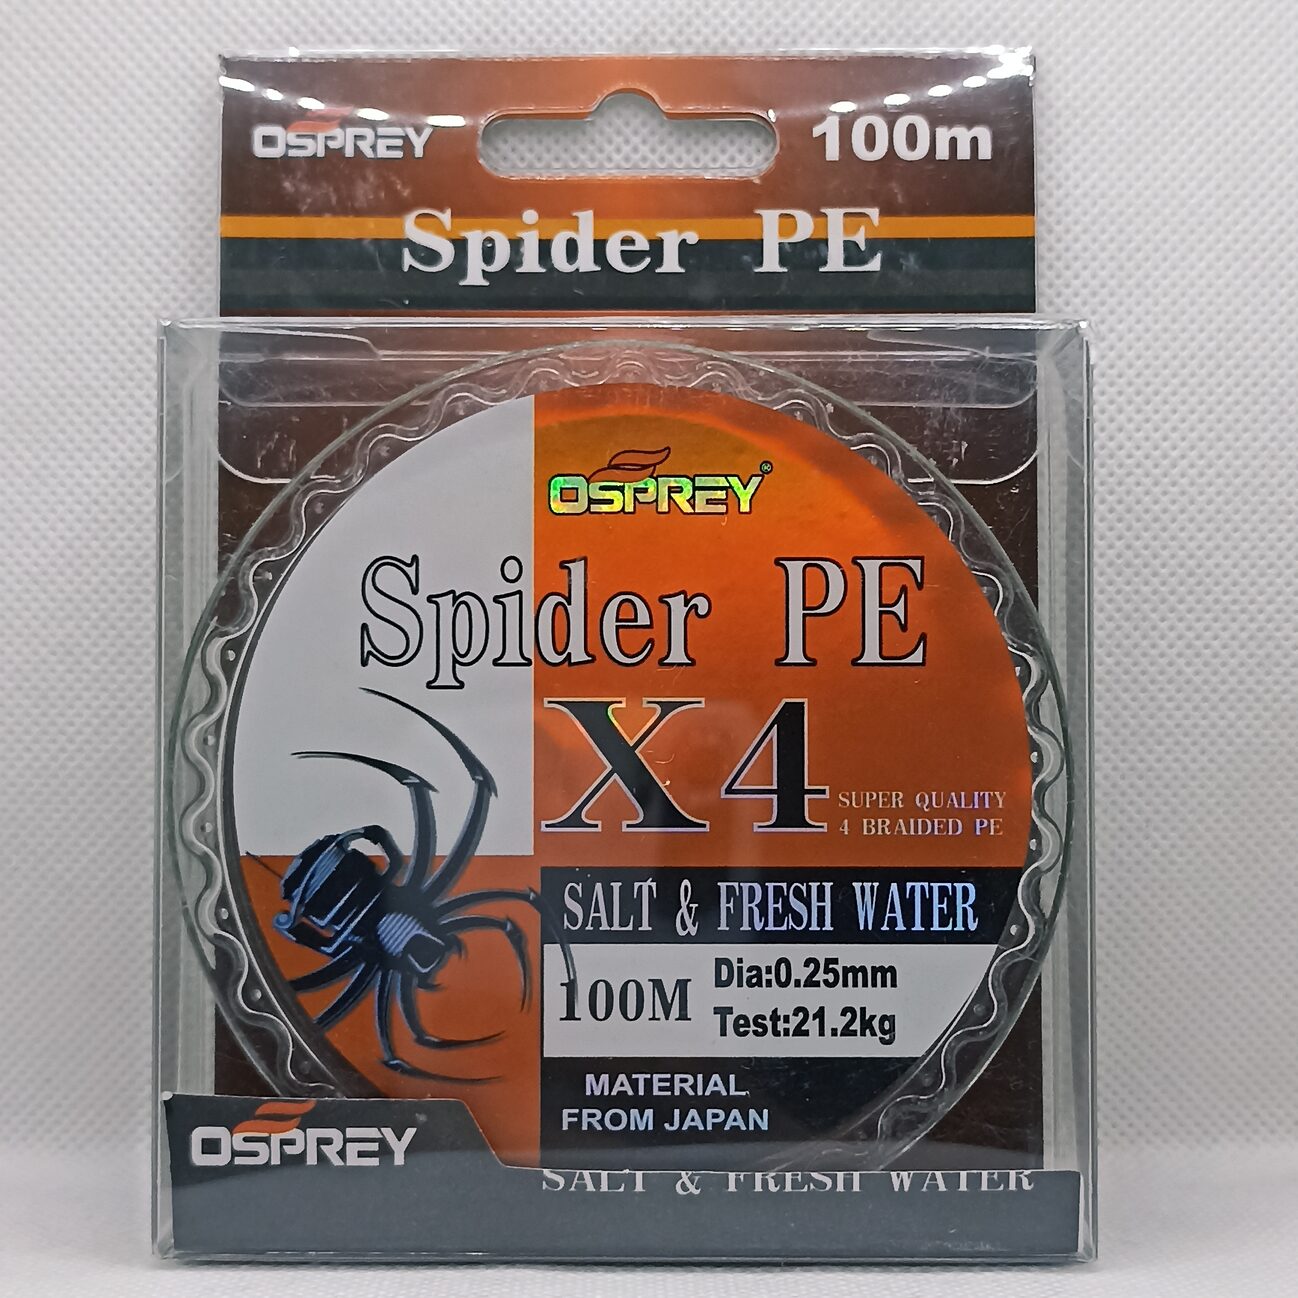 OSPREY
100m
Spider PE
OSPREY®
Spider PE
X4
SUPER QUALITY
4 BRAIDED PE
SALT & FRESH WATER
100M
Dia:0.25mm
Test:21.2kg
MATERIAL
FROM JAPAN
OSPREY®
SALT & FRESH WATER